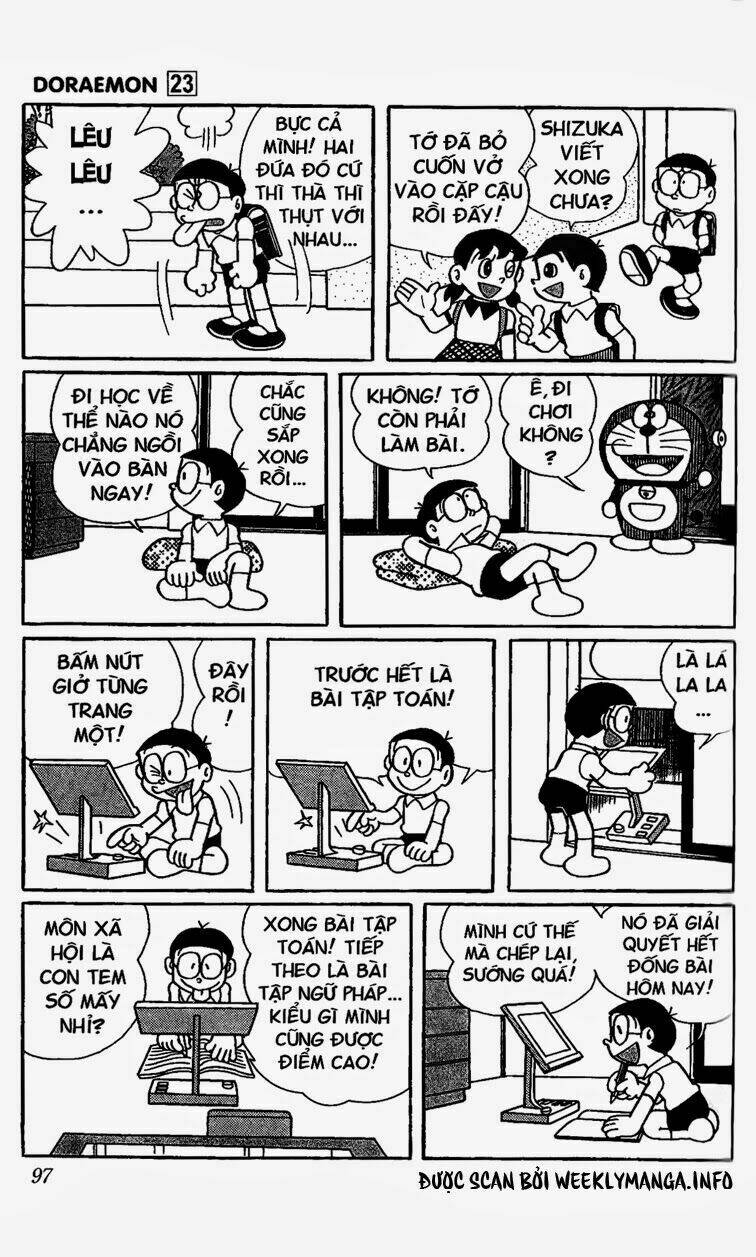 DORAEMON 23
SHIZUKA
VIẾT
XONG
CHƯA?
TỚ ĐÃ BỎ
CUỐN VỞ
VÀO CẶP CẬU
RỒI ĐẤY!
BỰC CẢ
MÌNH! HAI
ĐỨA ĐÓ CỨ
THÌ THÀ THÌ
THỤT VỚI
NHAU...
LÊU
LÊU
...
Ê, ĐI
CHƠI
KHÔNG
?
KHÔNG! TỚ
CÒN PHẢI
LÀM BÀI.
CHẮC
CŨNG
SẮP
XONG
RỒI...
ĐI HỌC VỀ
THỂ NÀO NÓ
CHẲNG NGỒI
VÀO BÀN
NGAY!
LÀ LÁ
LA LA
...
TRƯỚC HẾT LÀ
BÀI TẬP TOÁN!
ĐÂY
RỒI
!
BẤM NÚT
GIỞ TỪNG
TRANG
MỘT!
NÓ ĐÃ GIẢI
QUYẾT HẾT
ĐỐNG BÀI
HÔM NAY!
MÌNH CỨ THẾ
MÀ CHÉP LẠI,
SƯỚNG QUÁ!
XONG BÀI TẬP
TOÁN! TIẾP
THEO LÀ BÀI
TẬP NGỮ PHÁP...
KIỂU GÌ MÌNH
CŨNG ĐƯỢC
ĐIỂM CAO!
MÔN XÃ
HỘI LÀ
CON TEM
SỐ MẤY
NHỈ?
97
ĐƯỢC SCAN BỞI WEEKLYMANGA.INFO